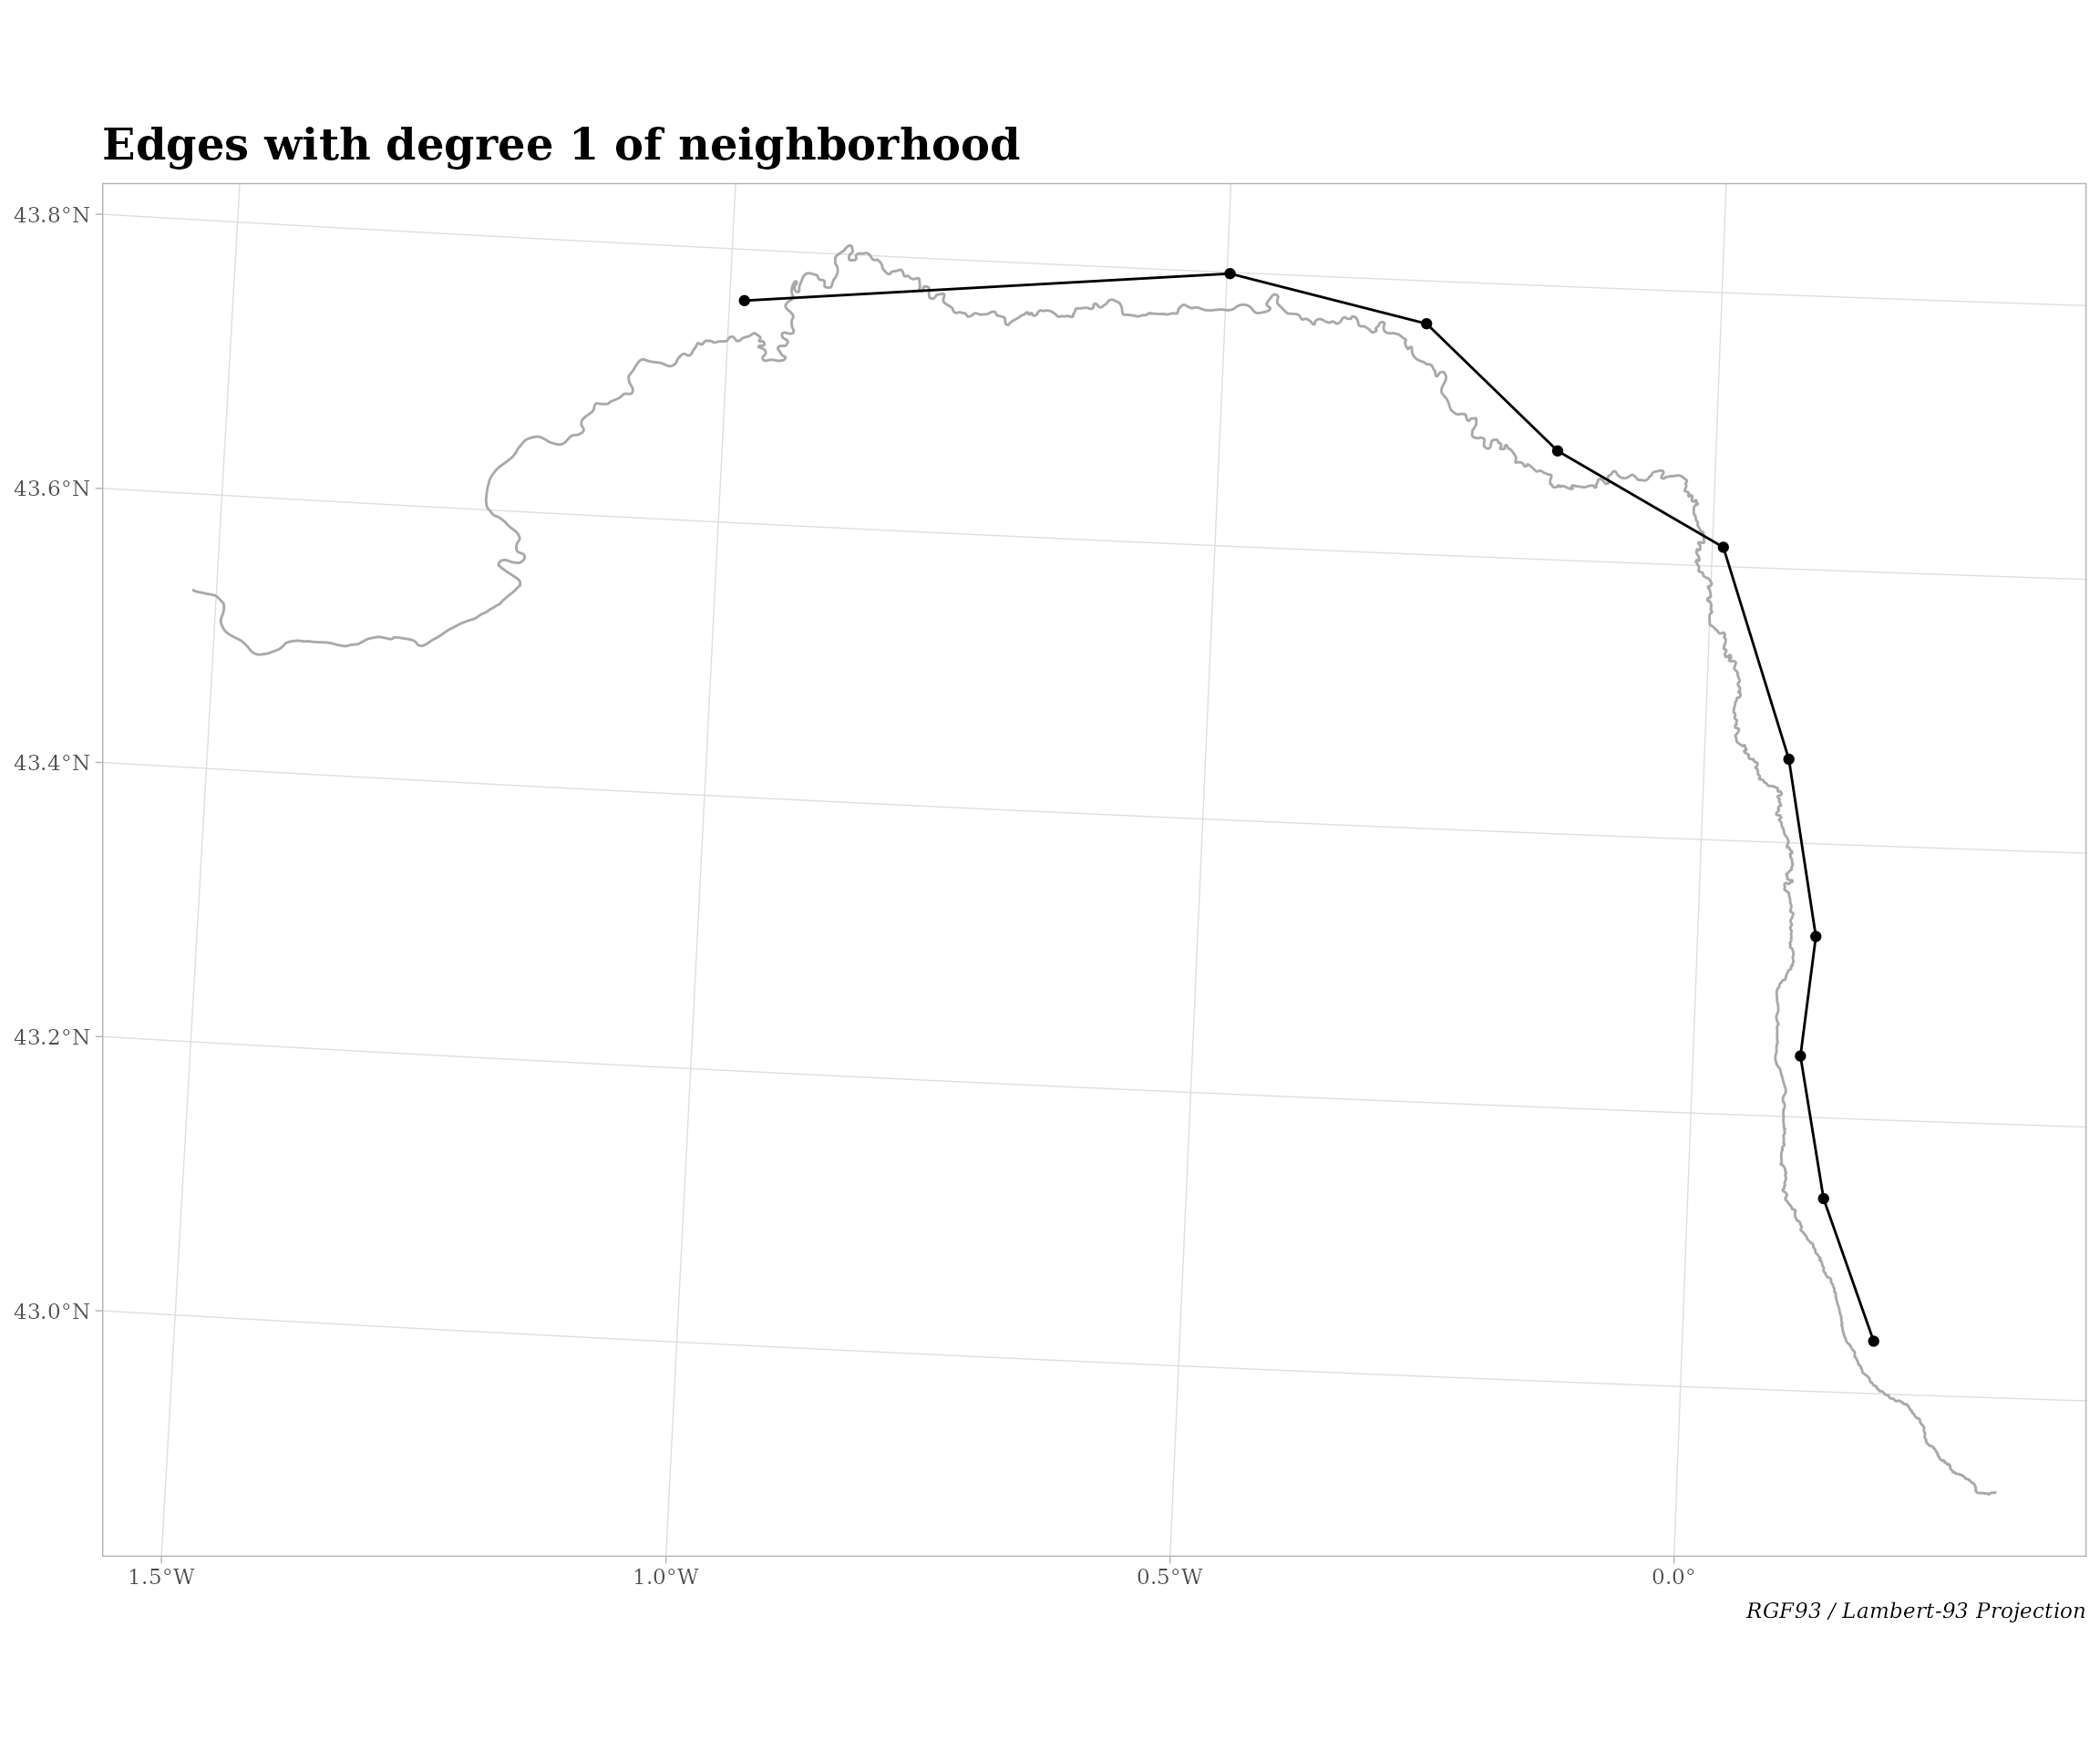 Edges with degree 1 of neighborhood
43.8°N
43.6°N
43.4°N
43.2°N
43.0°N
1.5°W 1.0°W 0.5°W 0.0°
RGF93 / Lambert-93 Projection